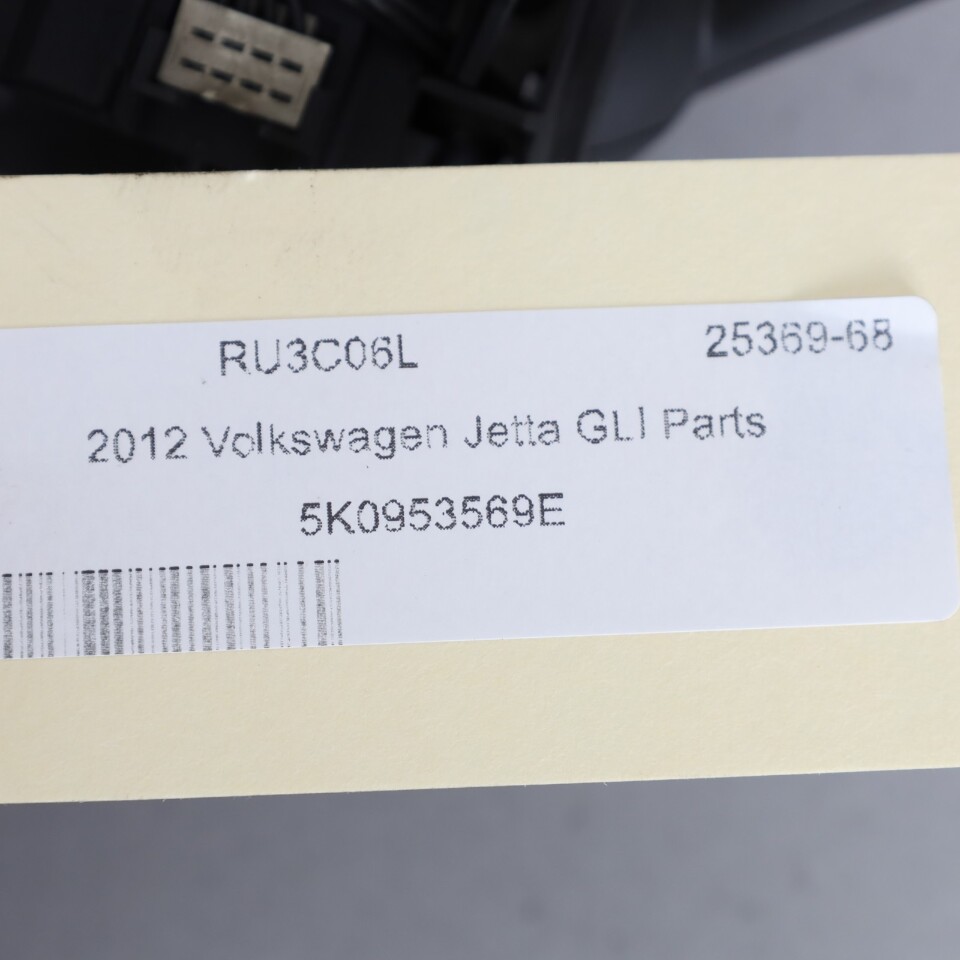 RU3C06L 25369-68
2012 Volkswagen Jetta GLI Parts
5K0953569E